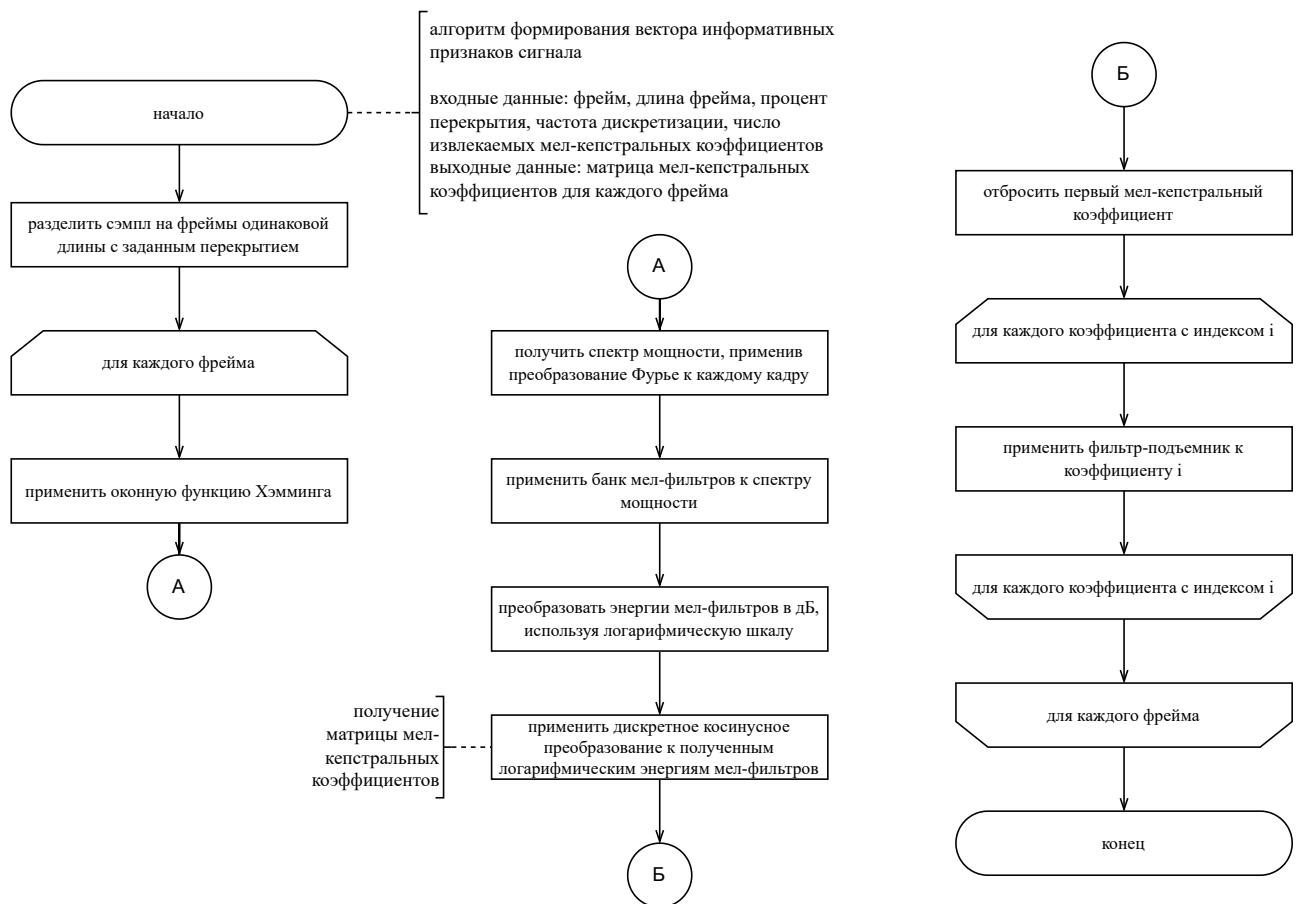 алгоритм формирования вектора информативных
признаков сигнала
входные данные: фрейм, длина фрейма, процент
перекрытия, частота дискретизации, число
извлекаемых мел-кепстральных коэффициентов
выходные данные: матрица мел-кепстральных
коэффициентов для каждого фрейма
начало
разделить сэмпл на фреймы одинаковой
длины с заданным перекрытием
для каждого фрейма
применить оконную функцию Хэмминга
А
А
получить спектр мощности, применив
преобразование Фурье к каждому кадру
применить банк мел-фильтров к спектру
мощности
преобразовать энергии мел-фильтров в дБ,
используя логарифмическую шкалу
применить дискретное косинусное
преобразование к полученным
логарифмическим энергиям мел-фильтров
получение
матрицы мел-
кепстральных
коэффициентов
Б
Б
отбросить первый мел-кепстральный
коэффициент
для каждого коэффициента с индексом i
применить фильтр-подъемник к
коэффициенту i
для каждого коэффициента с индексом i
для каждого фрейма
конец